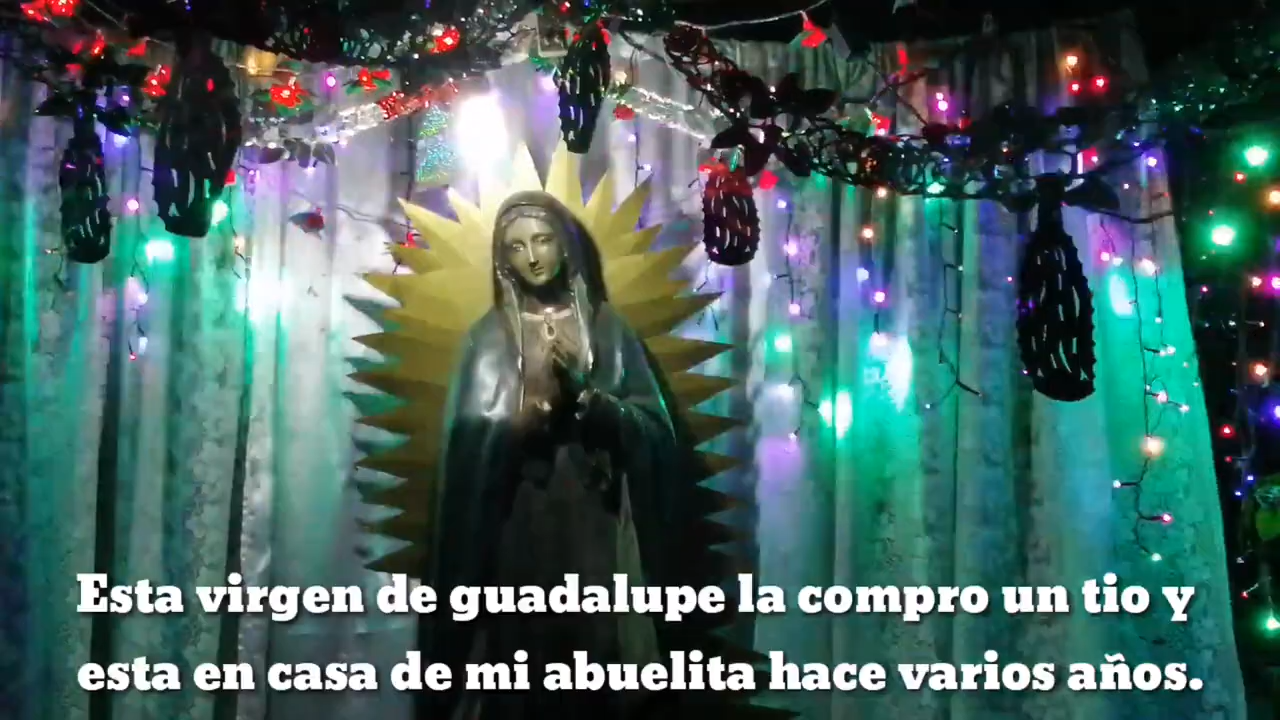 Esta virgen de guadalupe la compro un tio y
esta en casa de mi abuelita hace varios años.